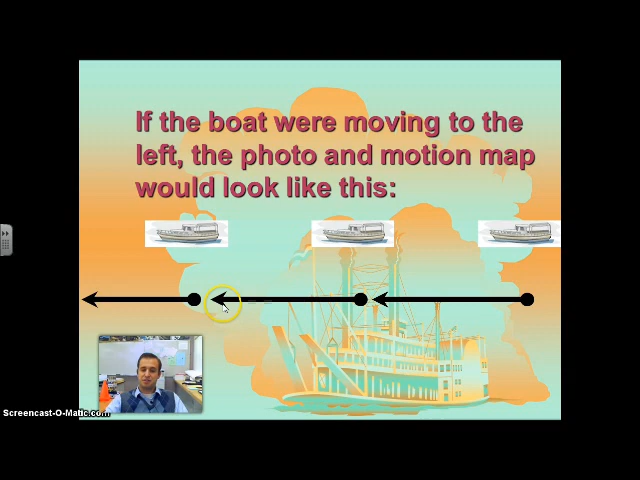 If the boat were moving to the
left, the photo and motion map
would look like this:
Screencast-O-Matic.com